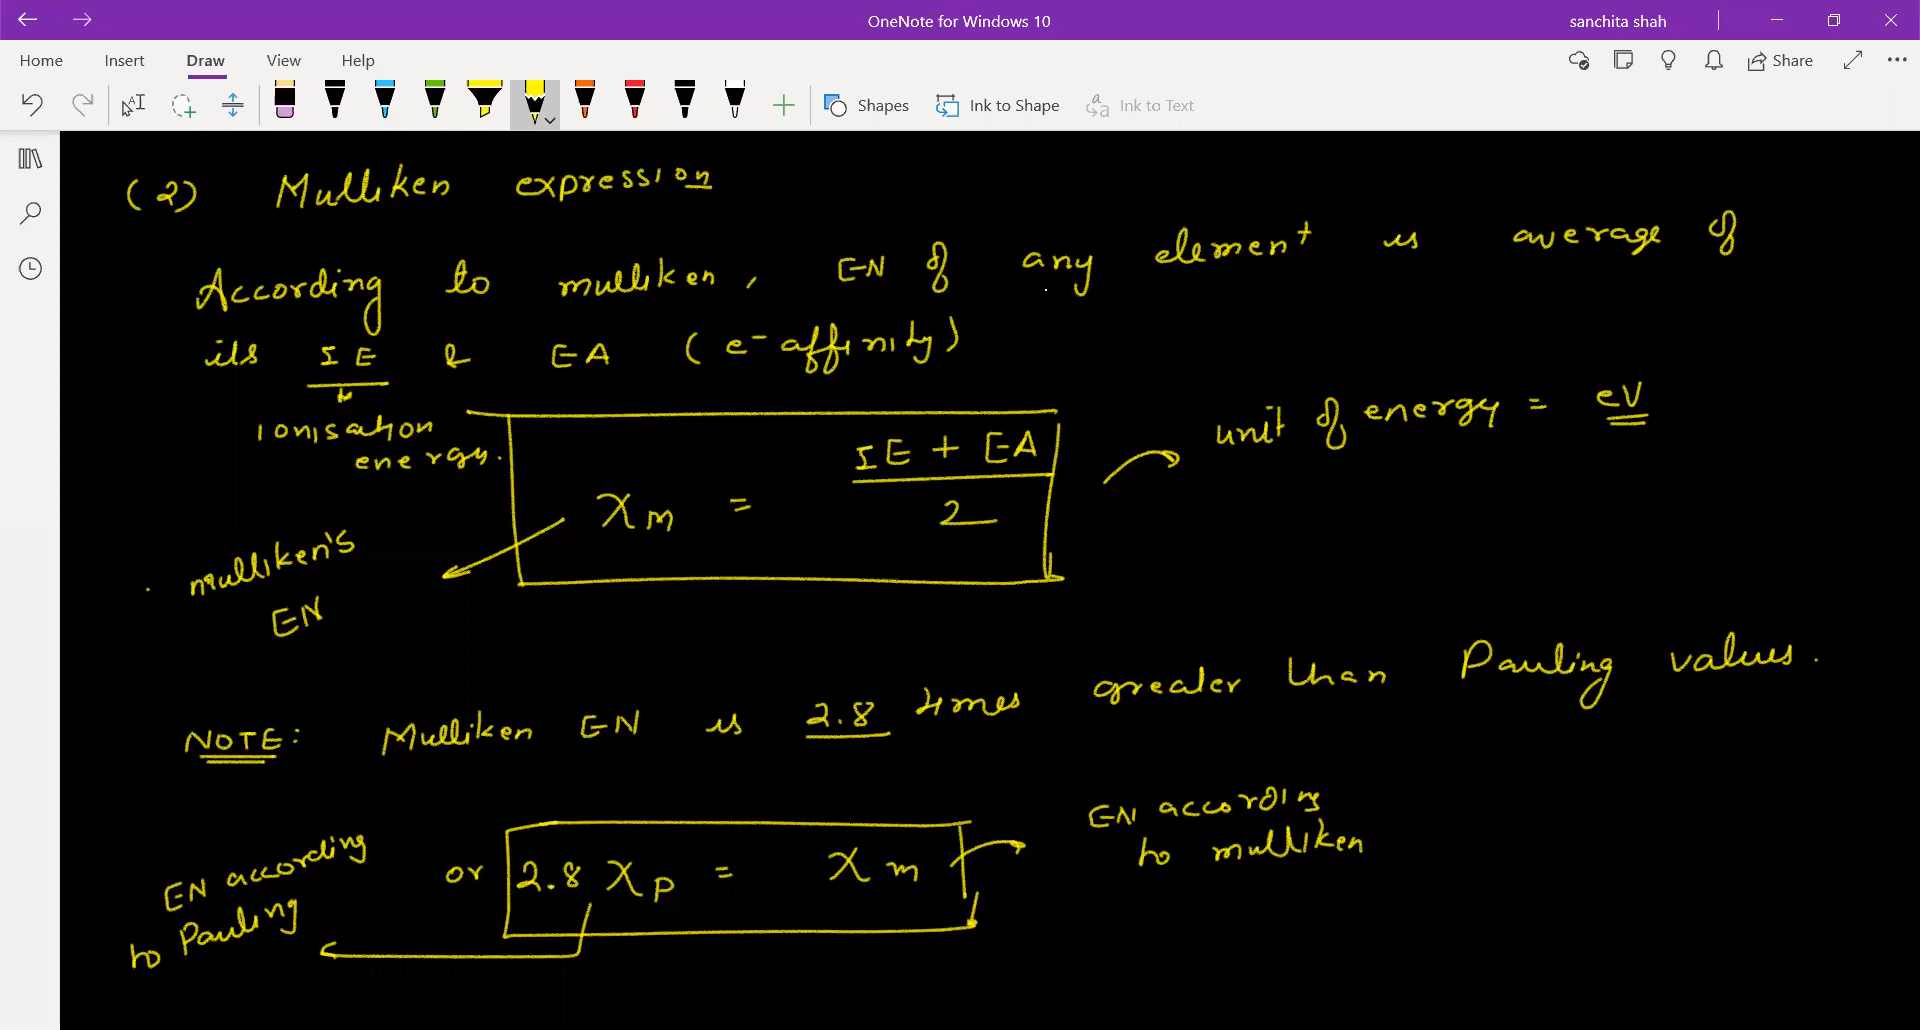 OneNote for Windows 10
sanchita shah
Home Insert Draw View Help
Share
Shapes Ink to Shape Ink to Text
(2) Mulliken expression
According to mulliken, EN of any element is average of
its IE & EA (e- affinity)
Ionisation
energy.
unit of energy = eV
χm = IE + EA / 2
mulliken's
EN
NOTE: Mulliken EN is 2.8 times greater than Pauling values.
or 2.8 χp = χm
EN according
to mulliken
EN according
to Pauling